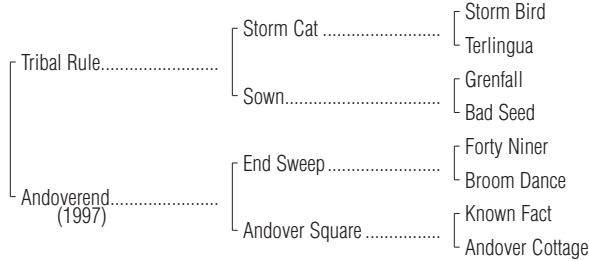 Storm Bird
Storm Cat ........................
Terlingua
Tribal Rule........................
Grenfall
Sown................................
Bad Seed
Forty Niner
End Sweep.......................
Broom Dance
Andoverend......................
(1997)
Known Fact
Andover Square ...............
Andover Cottage